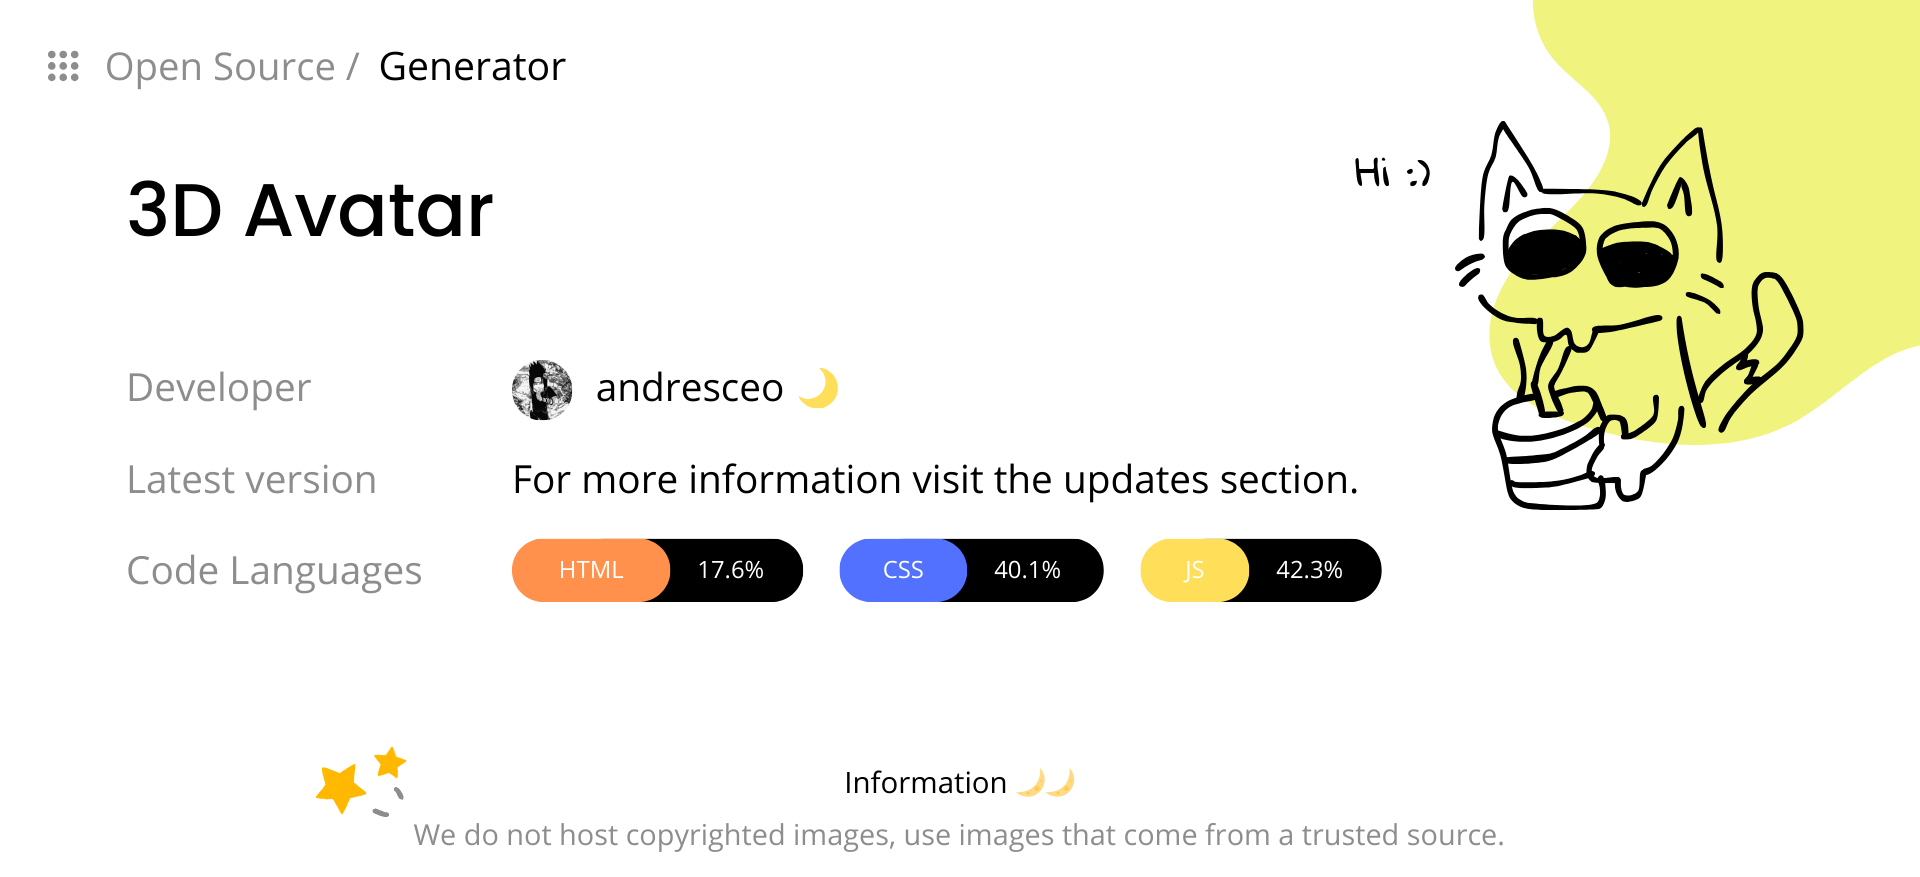 Open Source / Generator
Hi :)
3D Avatar
Developer andresceo 🌙
Latest version For more information visit the updates section.
Code Languages HTML 17.6% CSS 40.1% JS 42.3%
Information 🌙🌙
We do not host copyrighted images, use images that come from a trusted source.